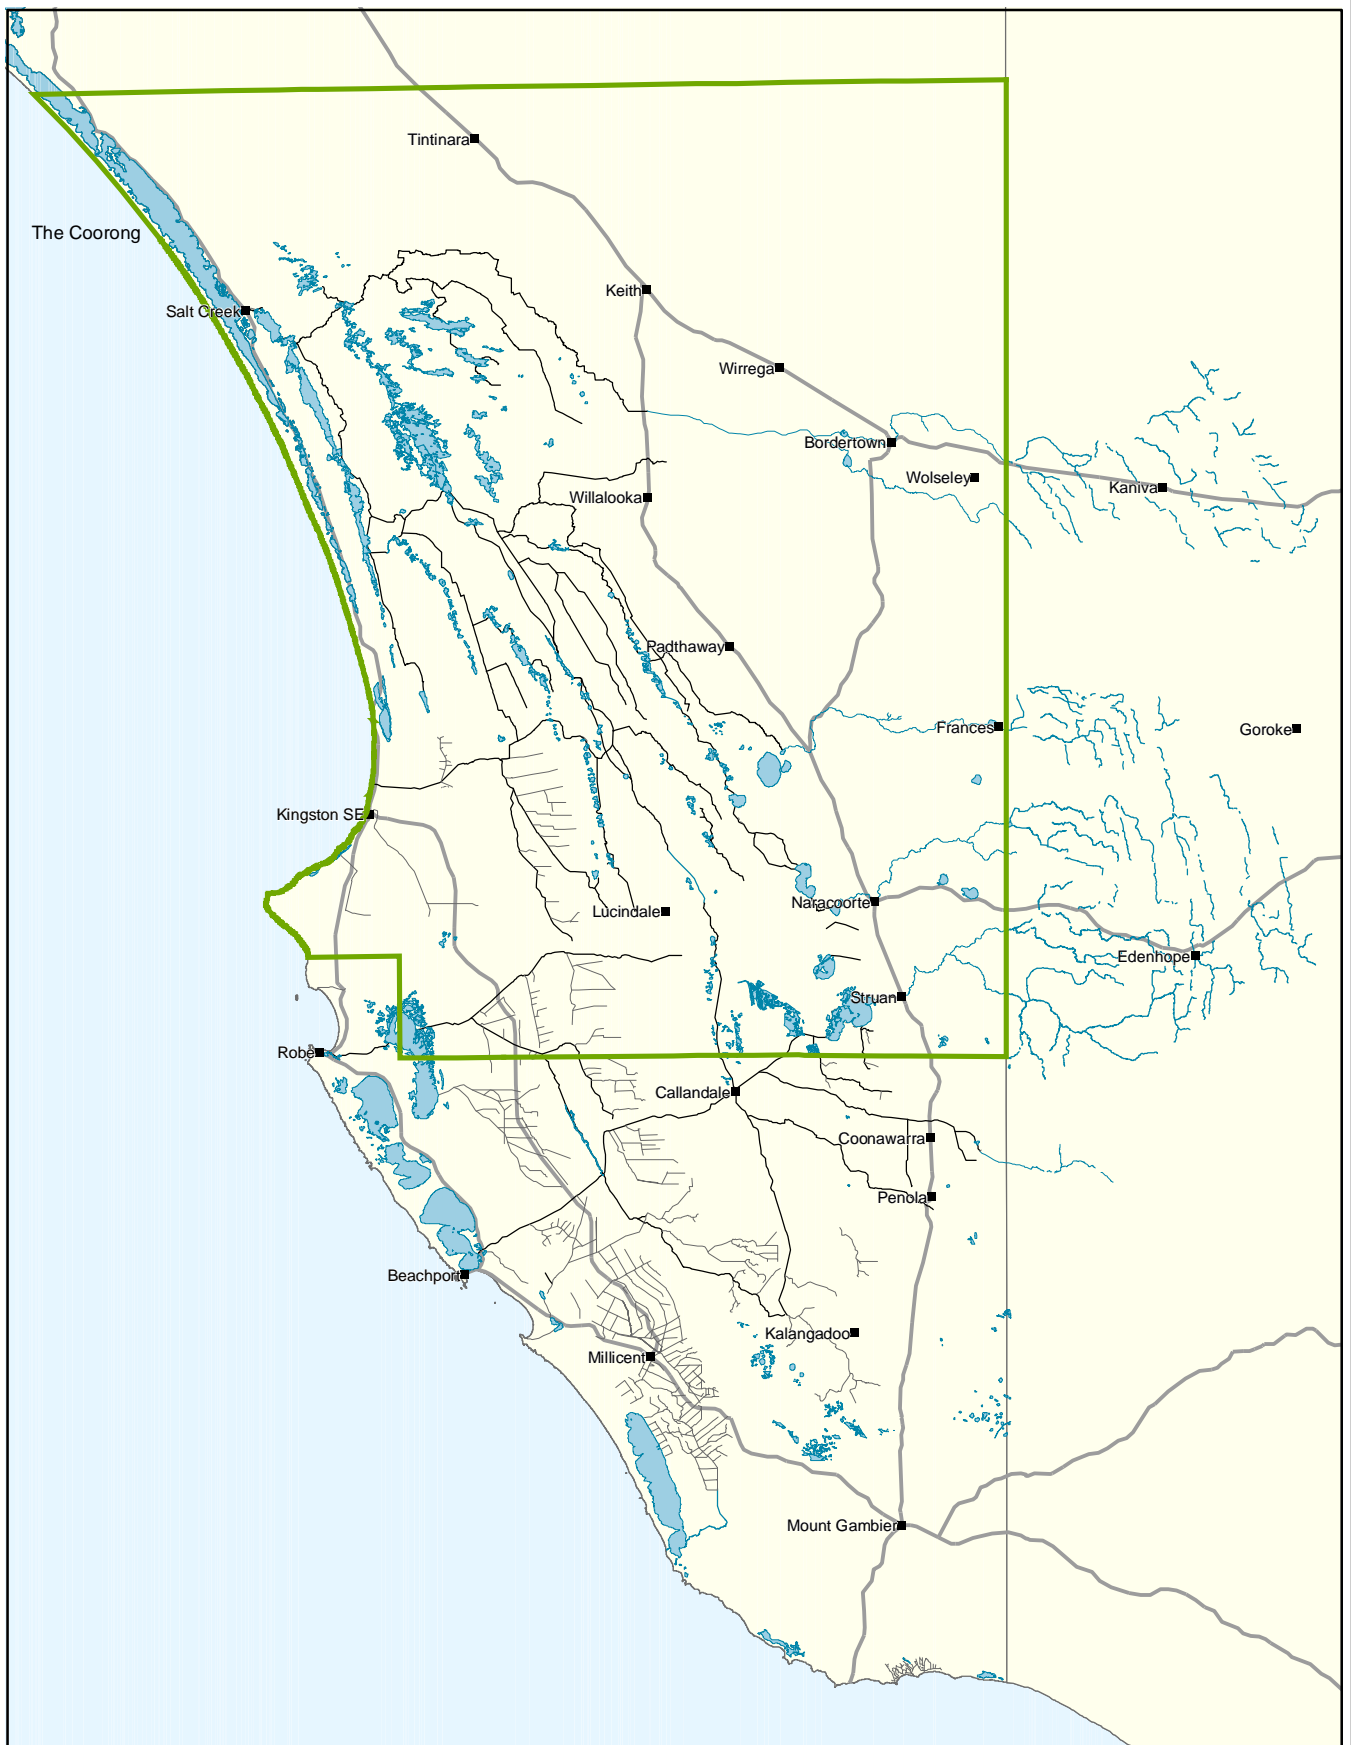 Tintinara
The Coorong
Keith
Salt Creek
Wirrega
Bordertown
Wolseley
Kaniva
Willalooka
Padthaway
Frances
Goroke
Kingston SE
Naracoorte
Lucindale
Edenhope
Struan
Robe
Callandale
Coonawarra
Penola
Beachport
Kalangadoo
Millicent
Mount Gambier